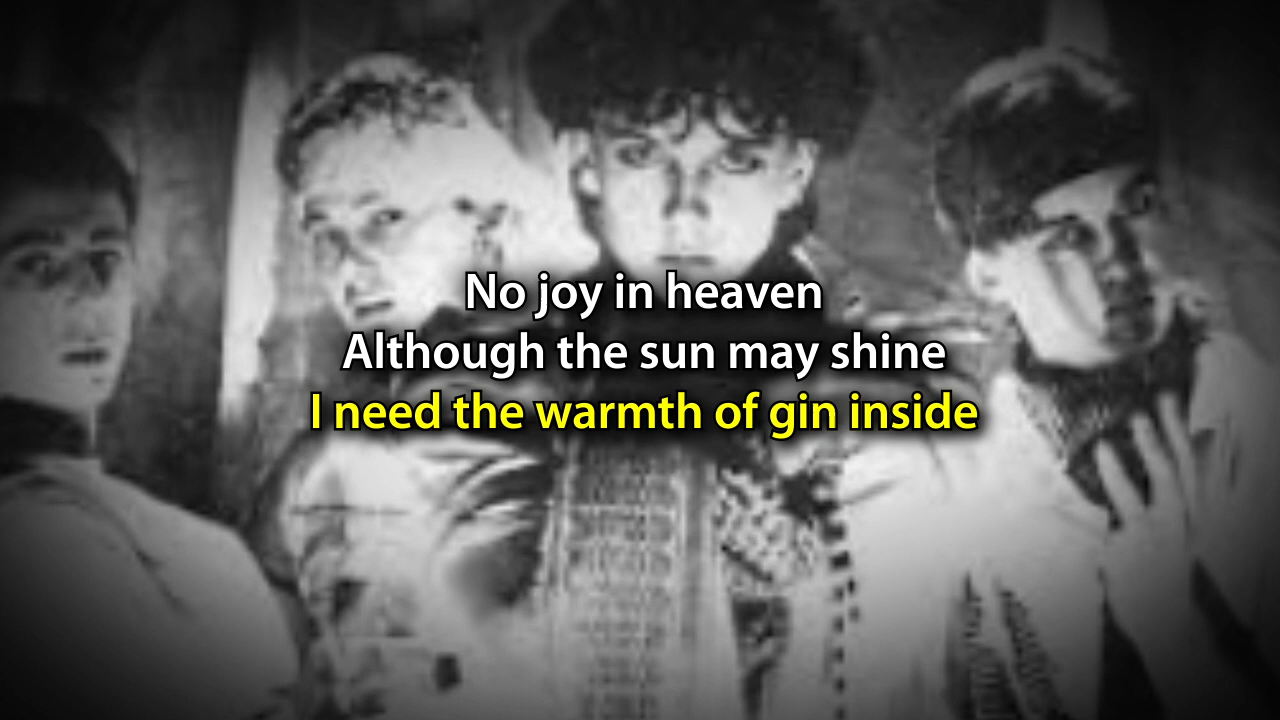 No joy in heaven
Although the sun may shine
I need the warmth of gin inside